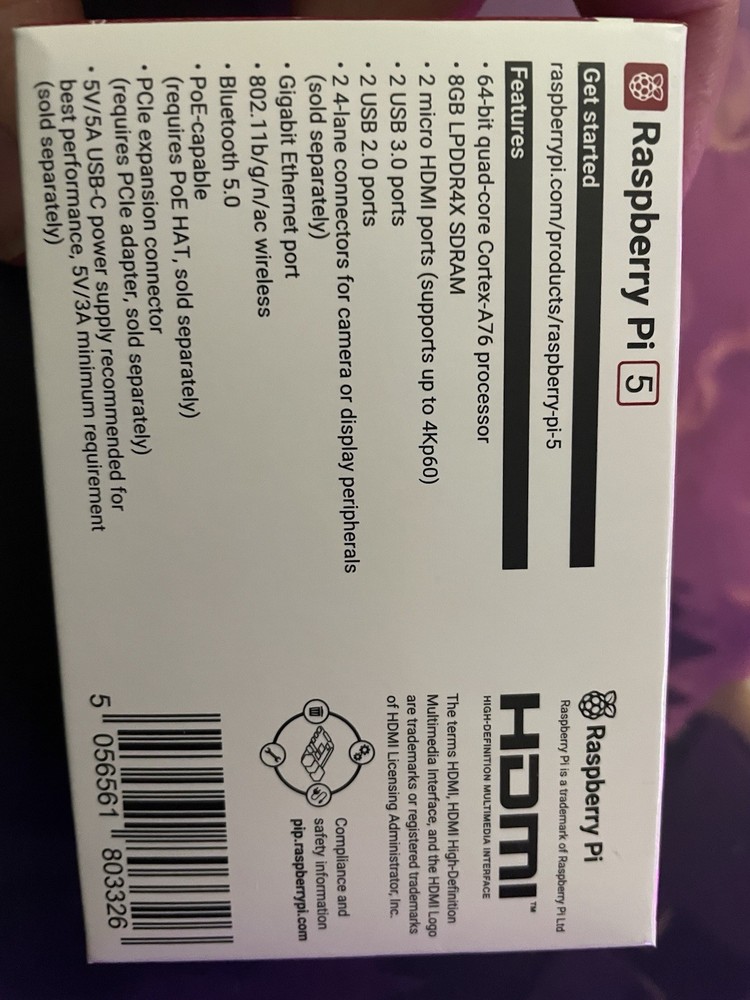 Raspberry Pi 5
Get started
raspberrypi.com/products/raspberry-pi-5
Features
• 64-bit quad-core Cortex-A76 processor
• 8GB LPDDR4X SDRAM
• 2 micro HDMI ports (supports up to 4Kp60)
• 2 USB 3.0 ports
• 2 USB 2.0 ports
• 2 4-lane connectors for camera or display peripherals
(sold separately)
• Gigabit Ethernet port
• 802.11b/g/n/ac wireless
• Bluetooth 5.0
• PoE-capable
(requires PoE HAT, sold separately)
• PCIe expansion connector
(requires PCIe adapter, sold separately)
• 5V/5A USB-C power supply recommended for
best performance, 5V/3A minimum requirement
(sold separately)
Raspberry Pi
Raspberry Pi is a trademark of Raspberry Pi Ltd
HDMI™
HIGH-DEFINITION MULTIMEDIA INTERFACE
The terms HDMI, HDMI High-Definition
Multimedia Interface, and the HDMI Logo
are trademarks or registered trademarks
of HDMI Licensing Administrator, Inc.
Compliance and
safety information
pip.raspberrypi.com
5 056561 803326